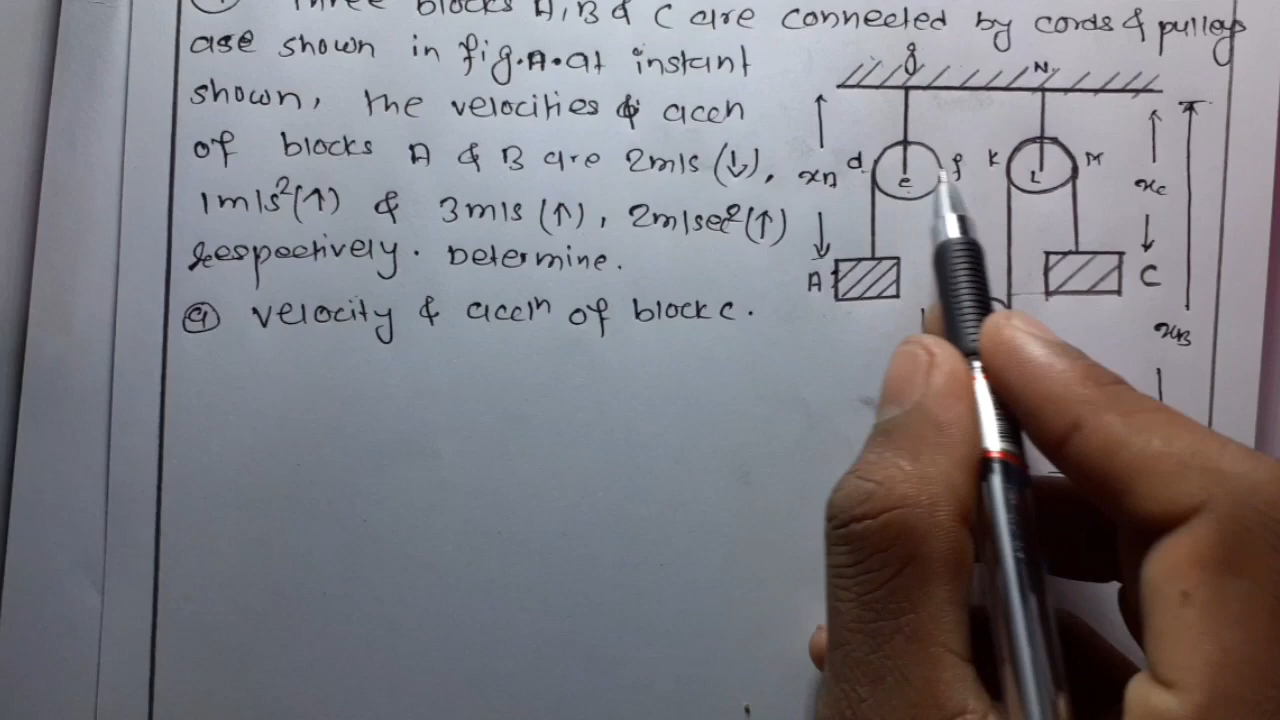 Three blocks A, B & C are connected by cords & pulleys
are shown in fig.A.at instant
shown, the velocities & accn
of blocks A & B are 2m/s (↓),
1m/s²(↑) & 3m/s (↑), 2m/sec²(↑)
respectively. Determine.
ⓐ velocity & accn of block c.
g
N
d
e
f
K
L
M
xA
xc
A
C
xB